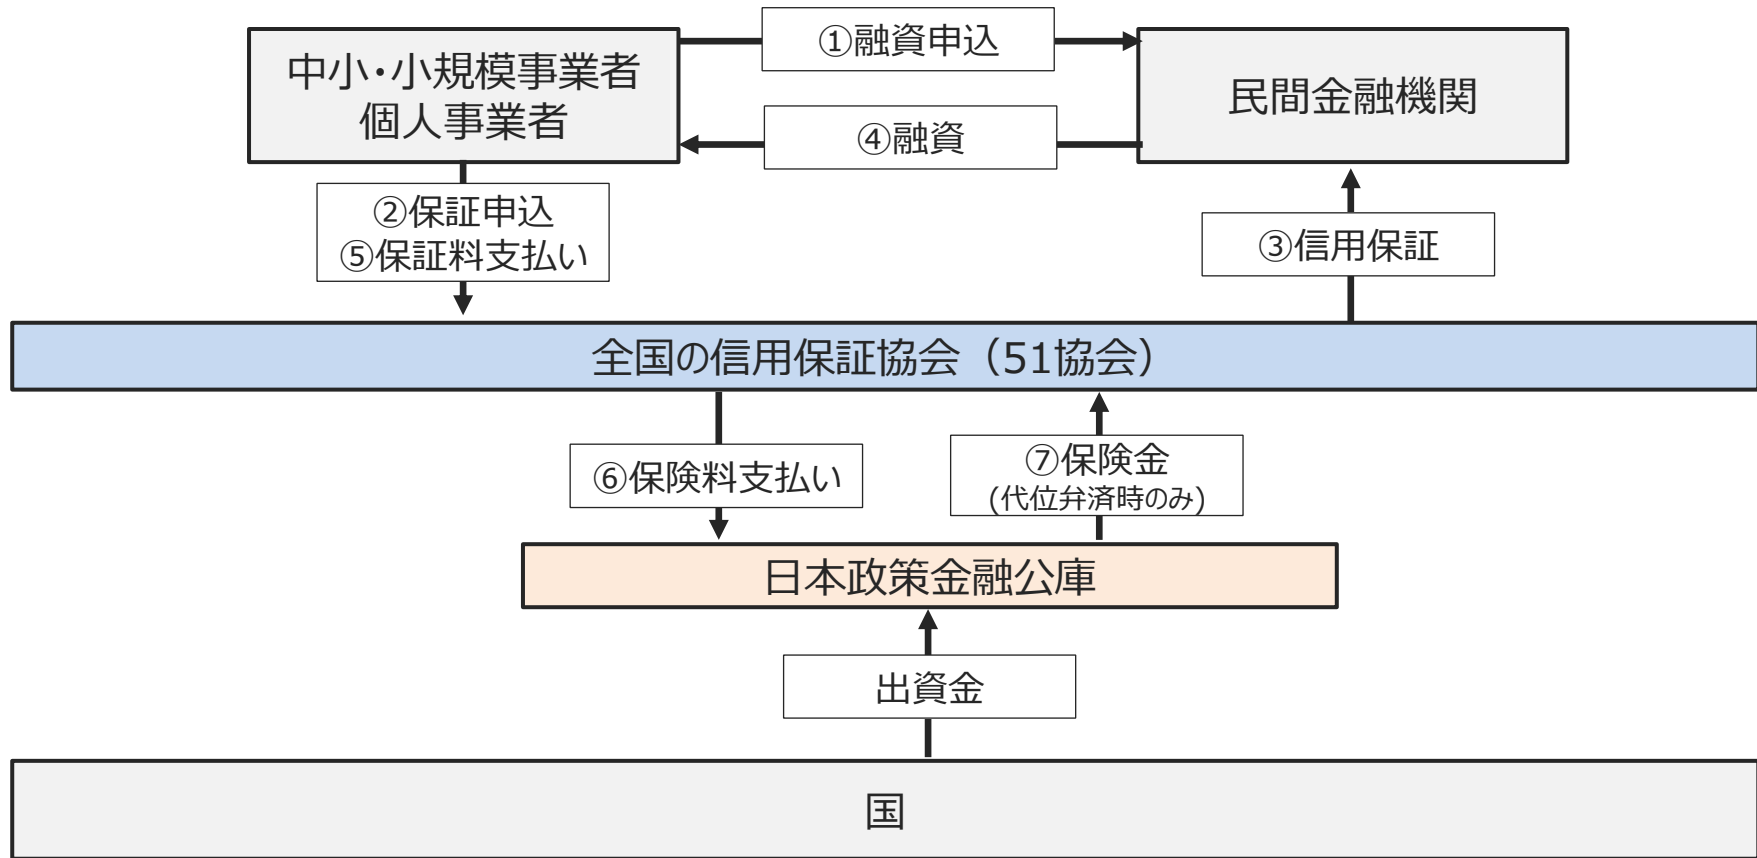 ①融資申込
中小・小規模事業者
個人事業者
民間金融機関
④融資
②保証申込
⑤保証料支払い
③信用保証
全国の信用保証協会（51協会）
⑥保険料支払い
⑦保険金
(代位弁済時のみ)
日本政策金融公庫
出資金
国